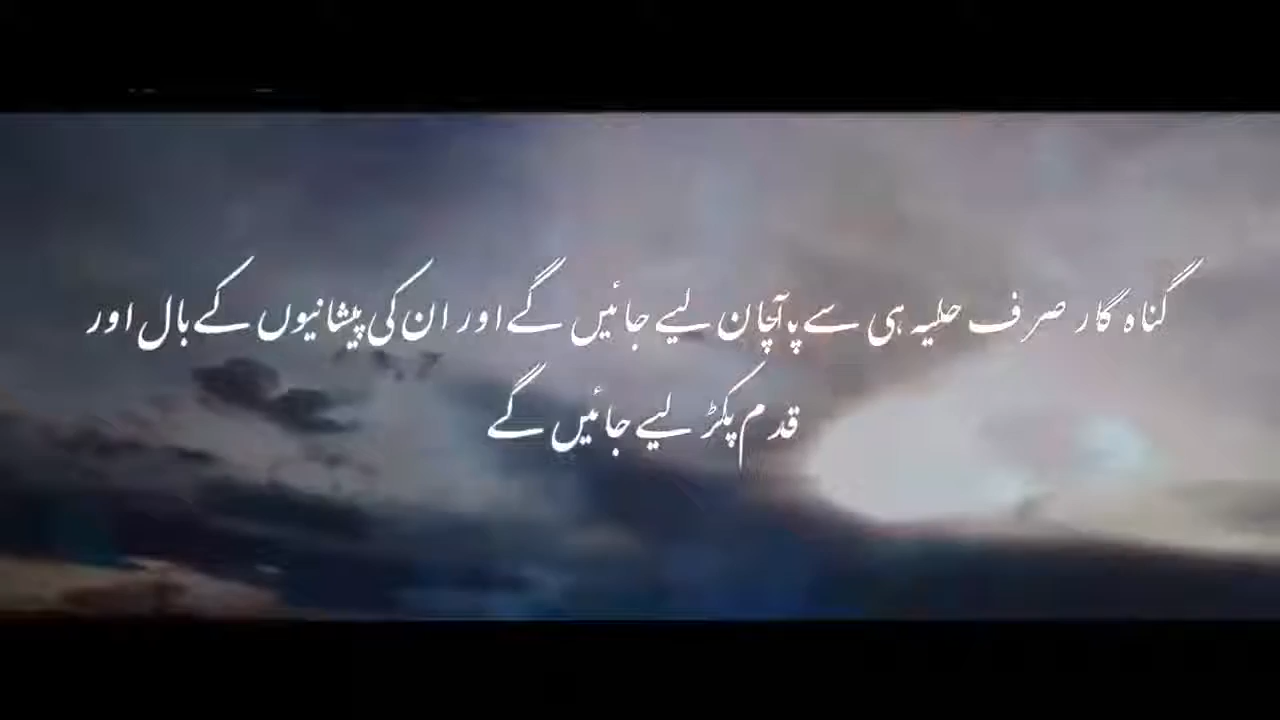 گناہ گار صرف حلیہ ہی سے پہچان لیے جائیں گے اور ان کی پیشانیوں کے بال اور
قدم پکڑ لیے جائیں گے